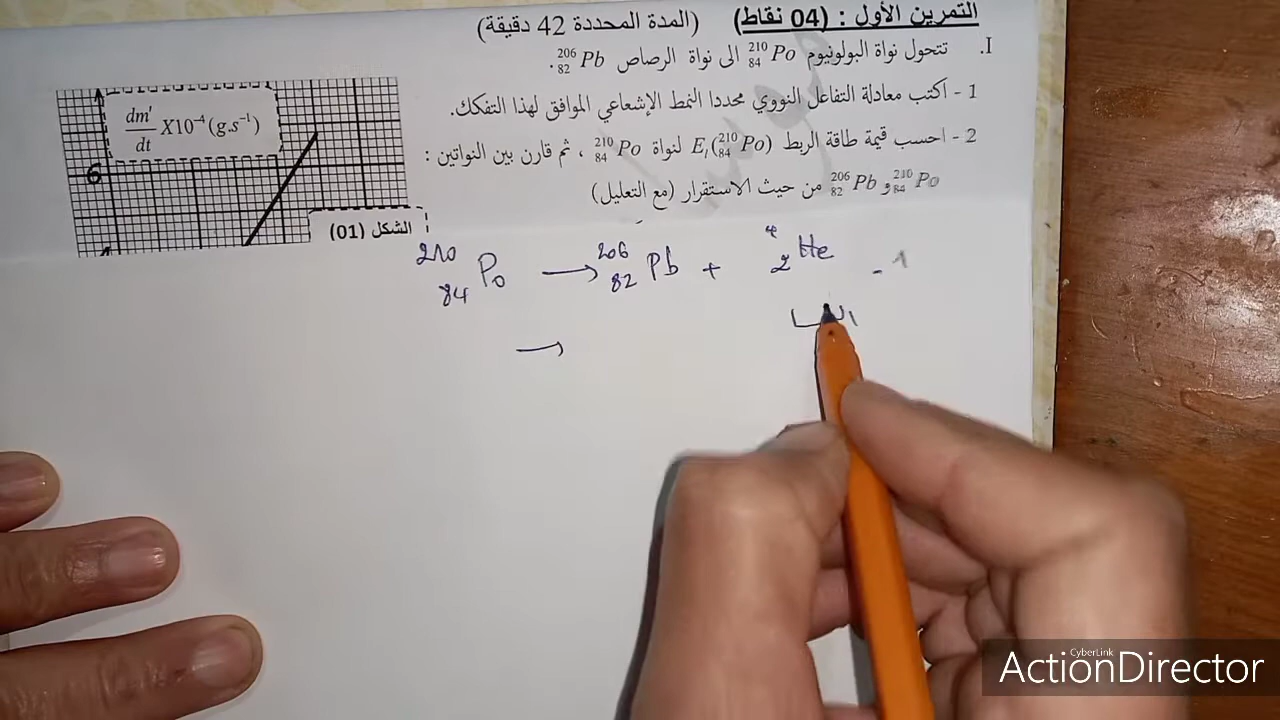 التمرين الأول : (04 نقاط) (المدة المحددة 42 دقيقة)
I. تتحول نواة البولونيوم ²¹⁰₈₄Po الى نواة الرصاص ²⁰⁶₈₂Pb.
1 - اكتب معادلة التفاعل النووي محددا النمط الإشعاعي الموافق لهذا التفكك.
2 - احسب قيمة طاقة الربط Eₗ(²¹⁰₈₄Po) لنواة ²¹⁰₈₄Po ، ثم قارن بين النواتين :
²¹⁰₈₄Po و ²⁰⁶₈₂Pb من حيث الاستقرار (مع التعليل)
dm'/dt X10⁻⁴(g.s⁻¹)
6
الشكل (01)
²¹⁰₈₄Po → ²⁰⁶₈₂Pb + ⁴₂He - 1
→
CyberLink
ActionDirector